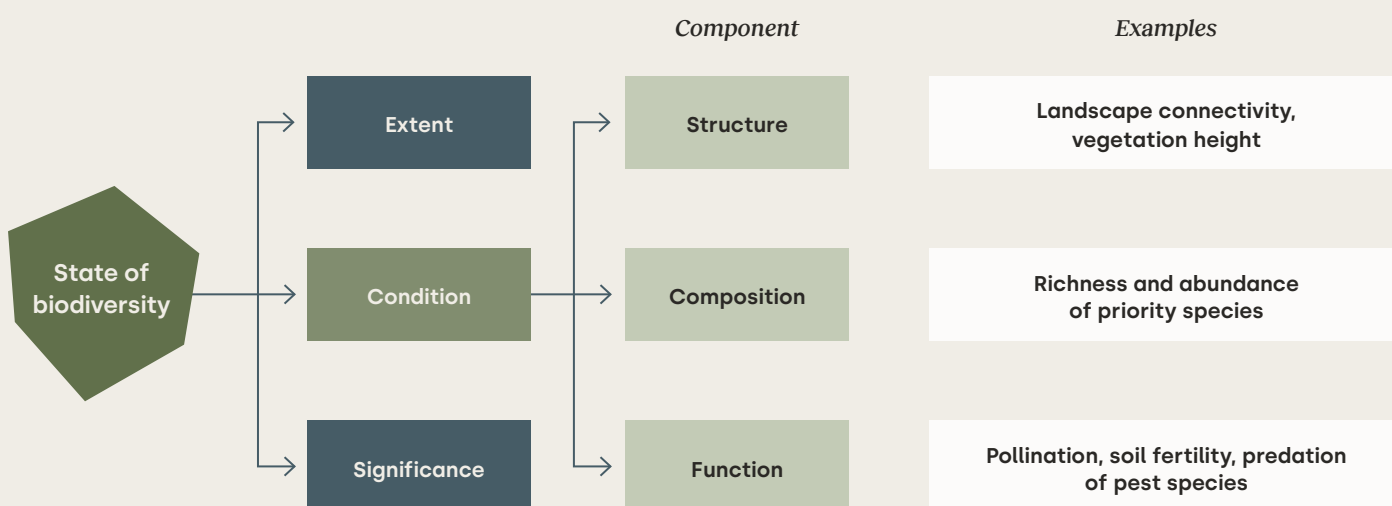 Component
Examples
Extent
Structure
Landscape connectivity,
vegetation height
State of
biodiversity
Condition
Composition
Richness and abundance
of priority species
Significance
Function
Pollination, soil fertility, predation
of pest species